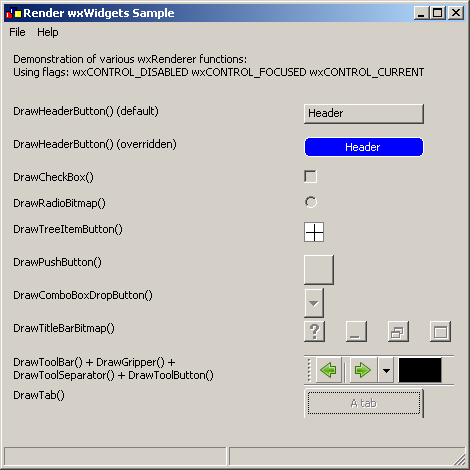 Render wxWidgets Sample
File Help
Demonstration of various wxRenderer functions:
Using flags: wxCONTROL_DISABLED wxCONTROL_FOCUSED wxCONTROL_CURRENT
DrawHeaderButton() (default)
Header
DrawHeaderButton() (overridden)
Header
DrawCheckBox()
DrawRadioBitmap()
DrawTreeItemButton()
DrawPushButton()
DrawComboBoxDropButton()
DrawTitleBarBitmap()
?
DrawToolBar() + DrawGripper() +
DrawToolSeparator() + DrawToolButton()
DrawTab()
A tab